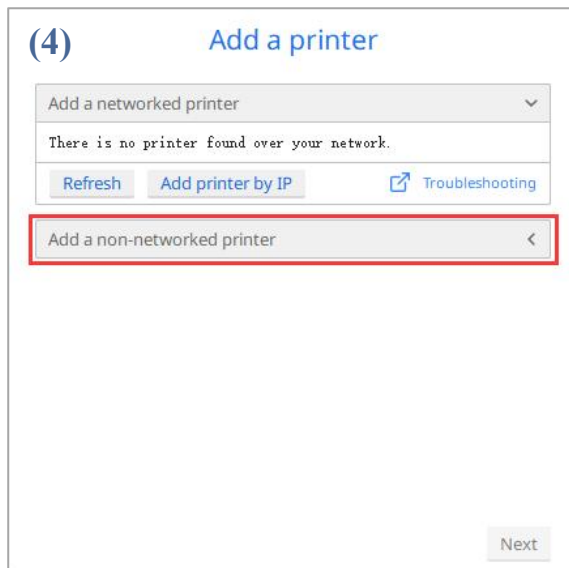 (4) Add a printer
Add a networked printer
There is no printer found over your network.
Refresh Add printer by IP Troubleshooting
Add a non-networked printer
Next